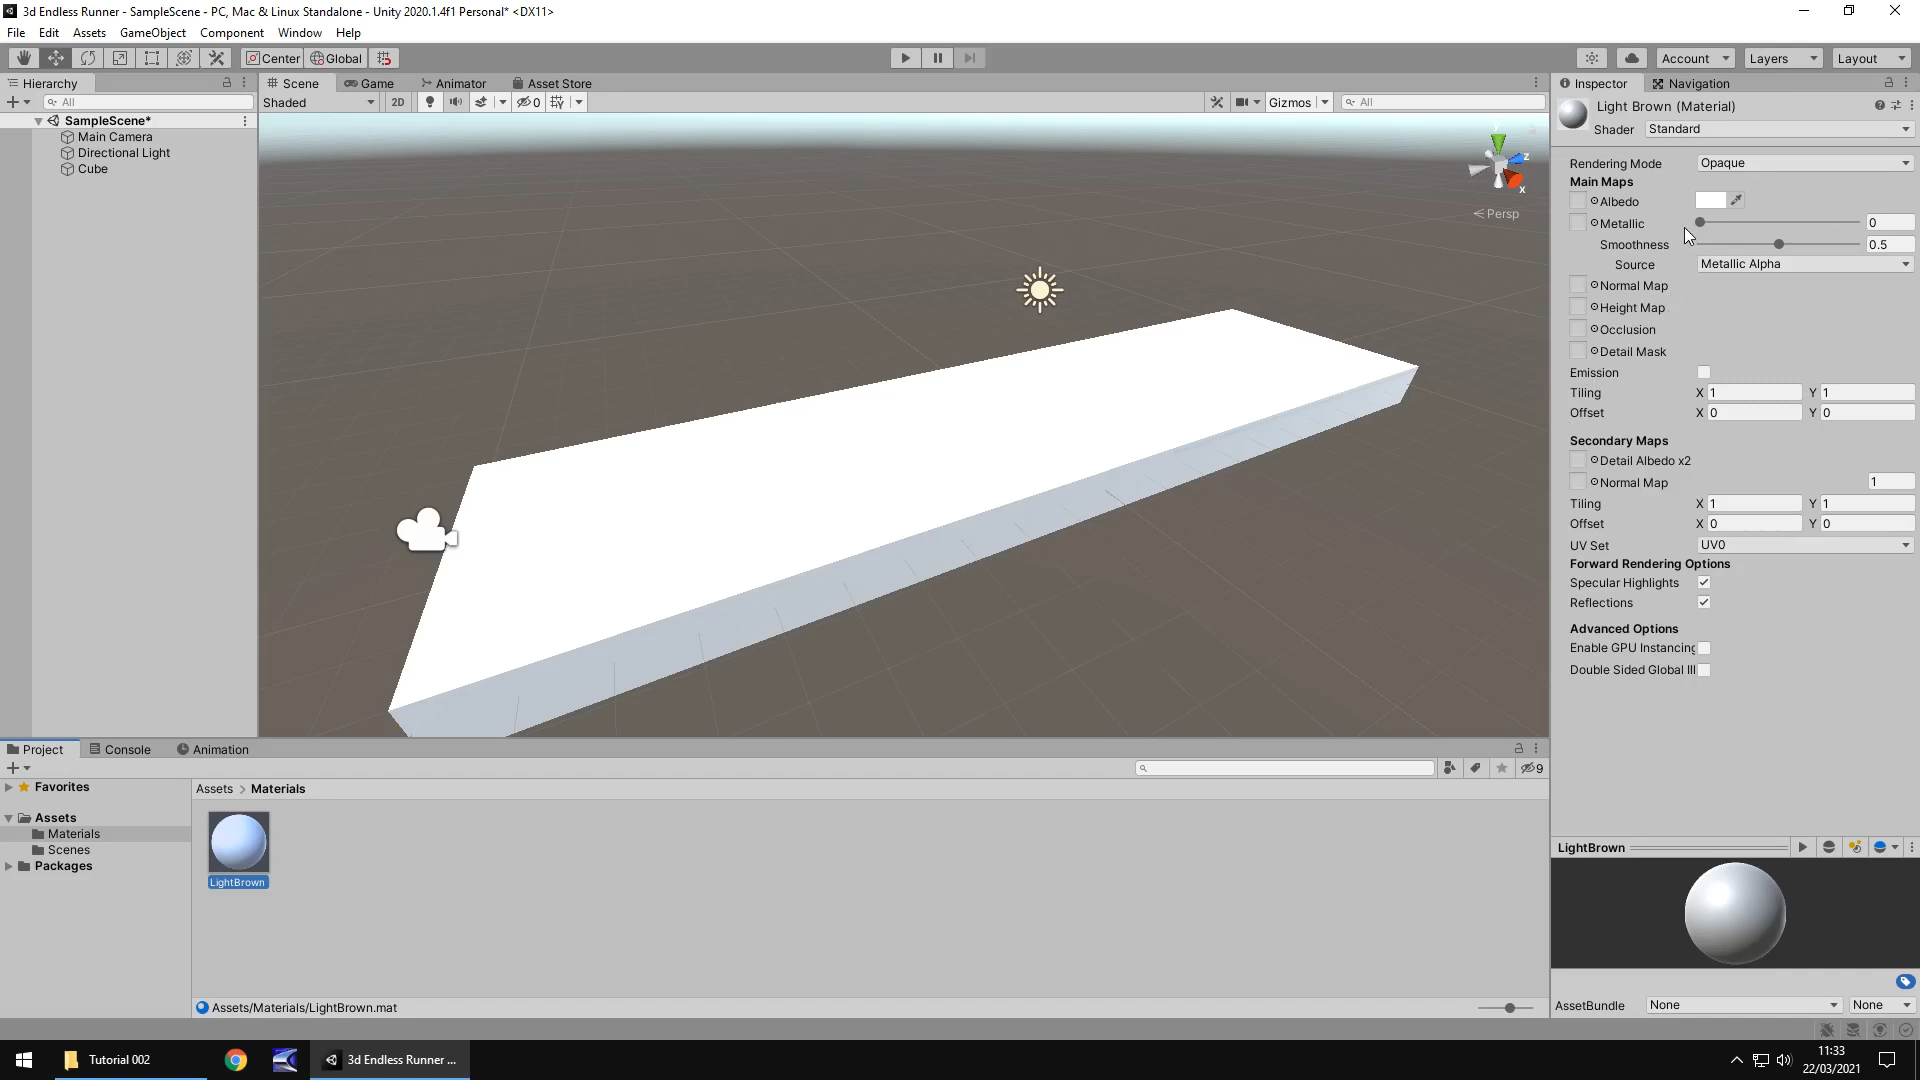 3d Endless Runner - SampleScene - PC, Mac & Linux Standalone - Unity 2020.1.4f1 Personal* <DX11>
File Edit Assets GameObject Component Window Help
Center Global Account Layers Layout
Hierarchy
All
SampleScene*
Main Camera
Directional Light
Cube
Scene Game Animator Asset Store
Shaded 2D 0 Gizmos All
z
x
Persp
Inspector Navigation
Light Brown (Material)
Shader Standard
Rendering Mode Opaque
Main Maps
Albedo
Metallic 0
Smoothness 0.5
Source Metallic Alpha
Normal Map
Height Map
Occlusion
Detail Mask
Emission
Tiling X 1 Y 1
Offset X 0 Y 0
Secondary Maps
Detail Albedo x2
Normal Map 1
Tiling X 1 Y 1
Offset X 0 Y 0
UV Set UV0
Forward Rendering Options
Specular Highlights
Reflections
Advanced Options
Enable GPU Instancing
Double Sided Global Ill
Project Console Animation
9
Favorites
Assets
Materials
Scenes
Packages
Assets > Materials
LightBrown
Assets/Materials/LightBrown.mat
LightBrown
AssetBundle None None
Tutorial 002
3d Endless Runner ...
11:33
22/03/2021